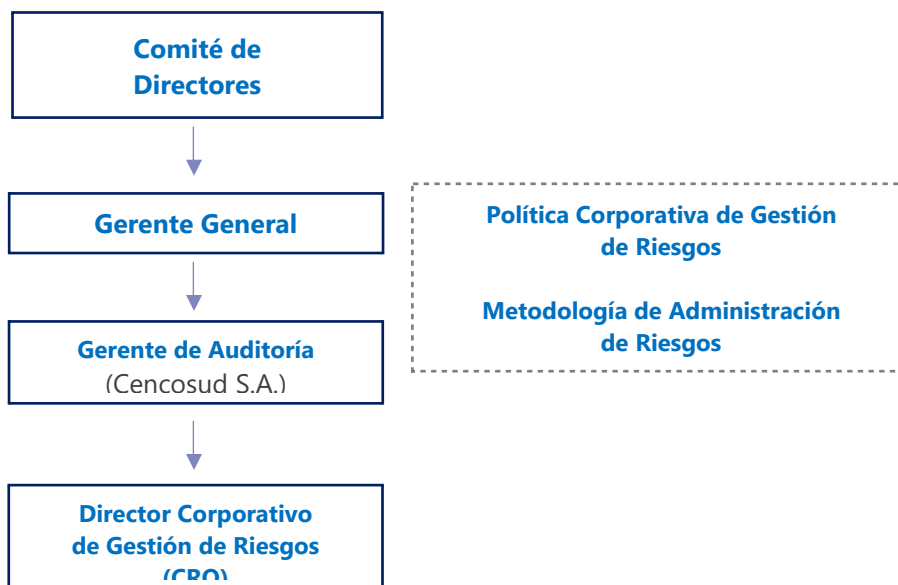 Comité de
Directores
Gerente General
Gerente de Auditoría
(Cencosud S.A.)
Director Corporativo
de Gestión de Riesgos
(CRO)
Política Corporativa de Gestión
de Riesgos
Metodología de Administración
de Riesgos